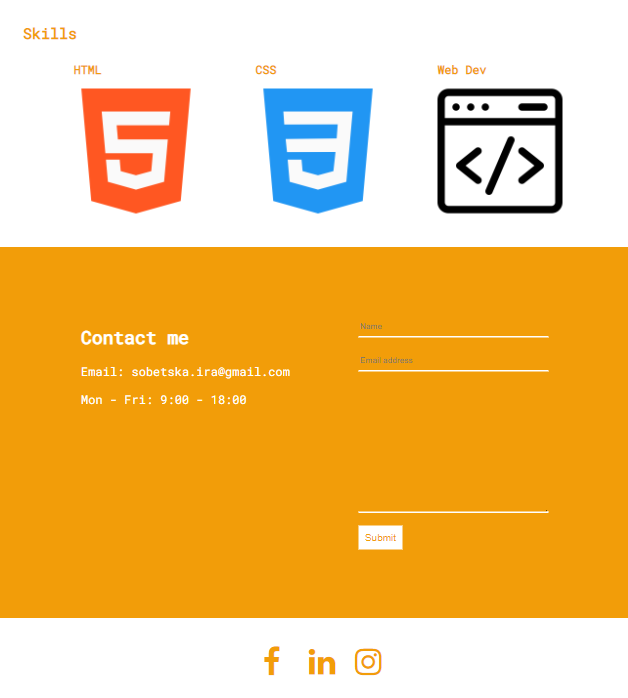 Skills
HTML
CSS
Web Dev
Contact me
Email: sobetska.ira@gmail.com
Mon - Fri: 9:00 - 18:00
Name
Email address
Submit